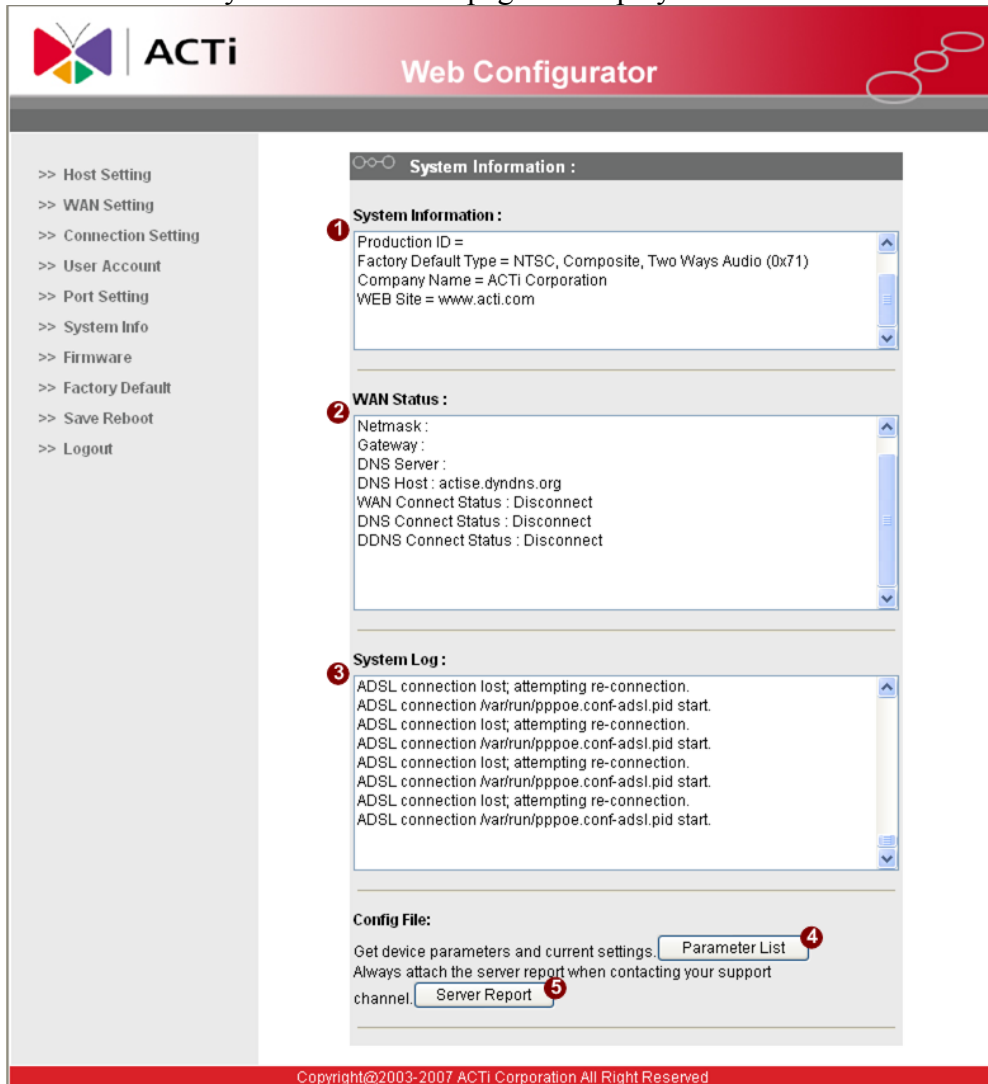 ACTi
Web Configurator
>> Host Setting
>> WAN Setting
>> Connection Setting
>> User Account
>> Port Setting
>> System Info
>> Firmware
>> Factory Default
>> Save Reboot
>> Logout
System Information :
1
System Information :
Production ID =
Factory Default Type = NTSC, Composite, Two Ways Audio (0x71)
Company Name = ACTi Corporation
WEB Site = www.acti.com
2
WAN Status :
Netmask :
Gateway :
DNS Server :
DNS Host : actise.dyndns.org
WAN Connect Status : Disconnect
DNS Connect Status : Disconnect
DDNS Connect Status : Disconnect
3
System Log :
ADSL connection lost; attempting re-connection.
ADSL connection /var/run/pppoe.conf-adsl.pid start.
ADSL connection lost; attempting re-connection.
ADSL connection /var/run/pppoe.conf-adsl.pid start.
ADSL connection lost; attempting re-connection.
ADSL connection /var/run/pppoe.conf-adsl.pid start.
ADSL connection lost; attempting re-connection.
ADSL connection /var/run/pppoe.conf-adsl.pid start.
Config File:
Get device parameters and current settings. Parameter List 4
Always attach the server report when contacting your support
channel. Server Report 5
Copyright@2003-2007 ACTi Corporation All Right Reserved